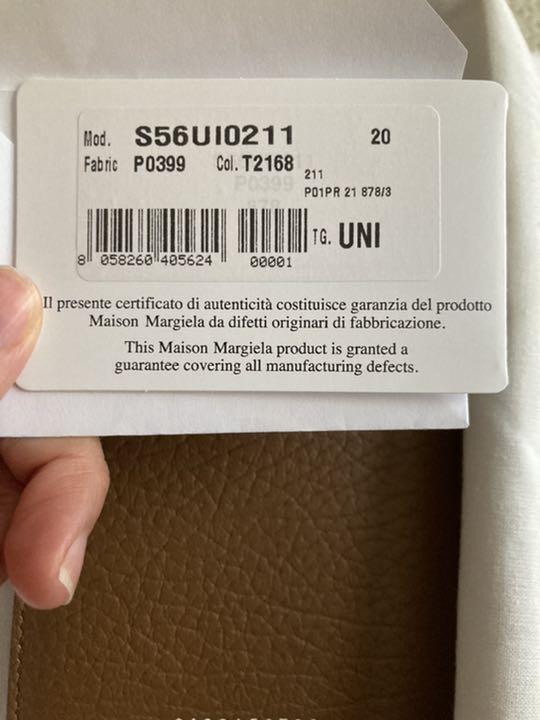 Mod. S56UI0211 20
Fabric P0399 Col. T2168
211
P01PR 21 878/3
8 058260 405624 00001 TG. UNI
Il presente certificato di autenticità costituisce garanzia del prodotto
Maison Margiela da difetti originari di fabbricazione.
This Maison Margiela product is granted a
guarantee covering all manufacturing defects.